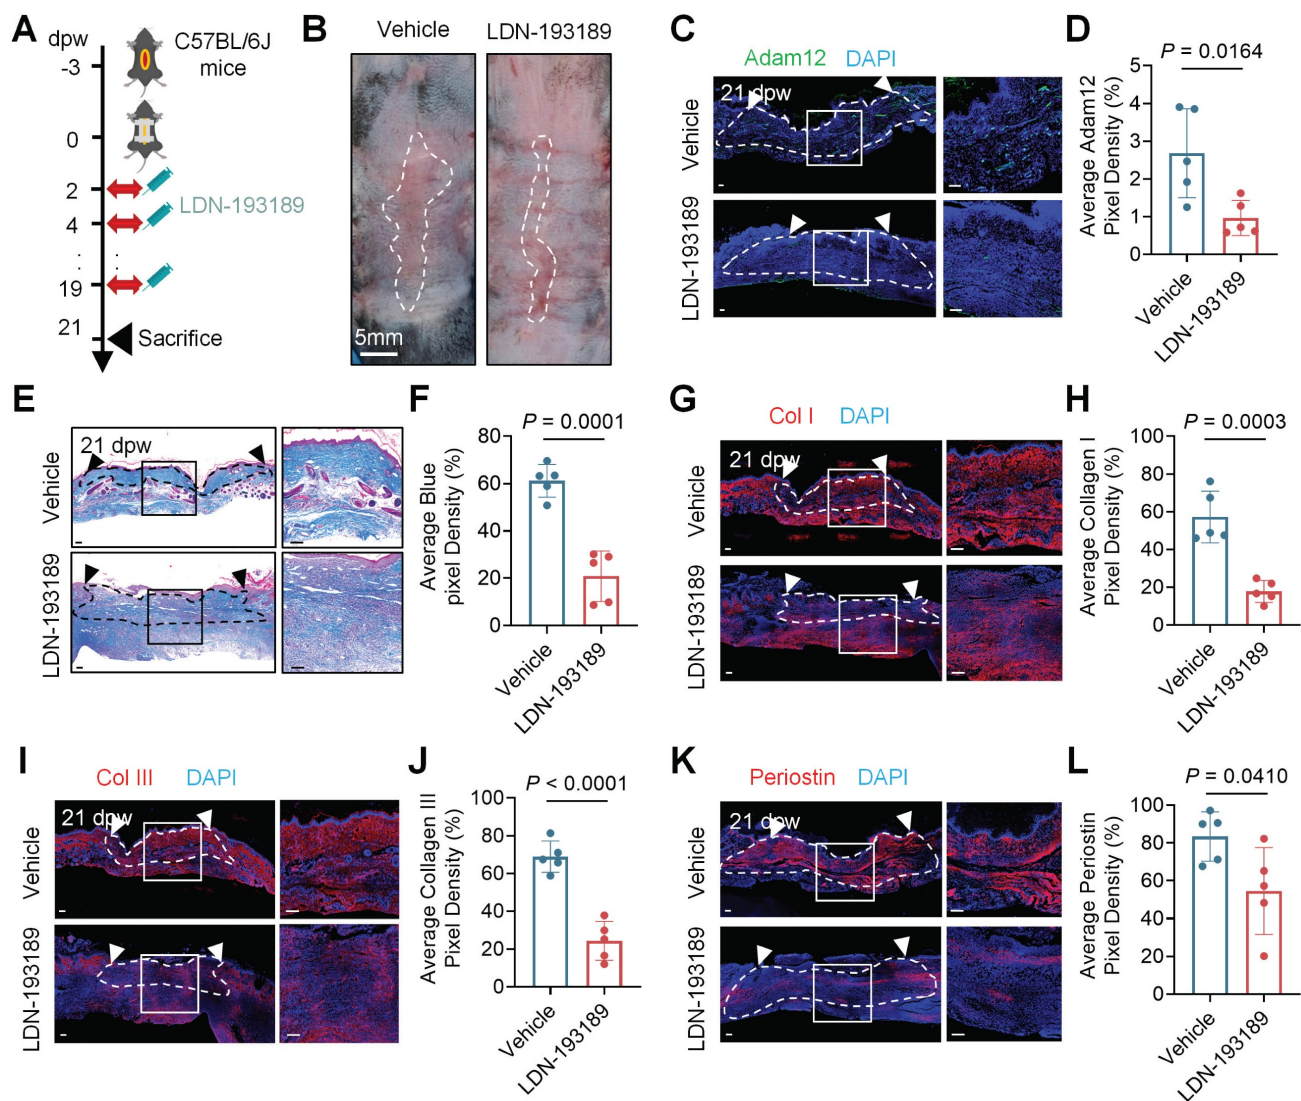 A
dpw
-3
0
2
4
:
19
21
C57BL/6J
mice
LDN-193189
Sacrifice
B
Vehicle
LDN-193189
5mm
C
Adam12 DAPI
21 dpw
Vehicle
LDN-193189
D
P = 0.0164
Average Adam12
Pixel Density (%)
5
4
3
2
1
0
Vehicle
LDN-193189
E
21 dpw
Vehicle
LDN-193189
F
P = 0.0001
Average Blue
pixel Density (%)
80
60
40
20
0
Vehicle
LDN-193189
G
Col I DAPI
21 dpw
Vehicle
LDN-193189
H
P = 0.0003
Average Collagen I
Pixel Density (%)
100
80
60
40
20
0
Vehicle
LDN-193189
I
Col III DAPI
21 dpw
Vehicle
LDN-193189
J
P < 0.0001
Average Collagen III
Pixel Density (%)
100
80
60
40
20
0
Vehicle
LDN-193189
K
Periostin DAPI
21 dpw
Vehicle
LDN-193189
L
P = 0.0410
Average Periostin
Pixel Density (%)
100
80
60
40
20
0
Vehicle
LDN-193189